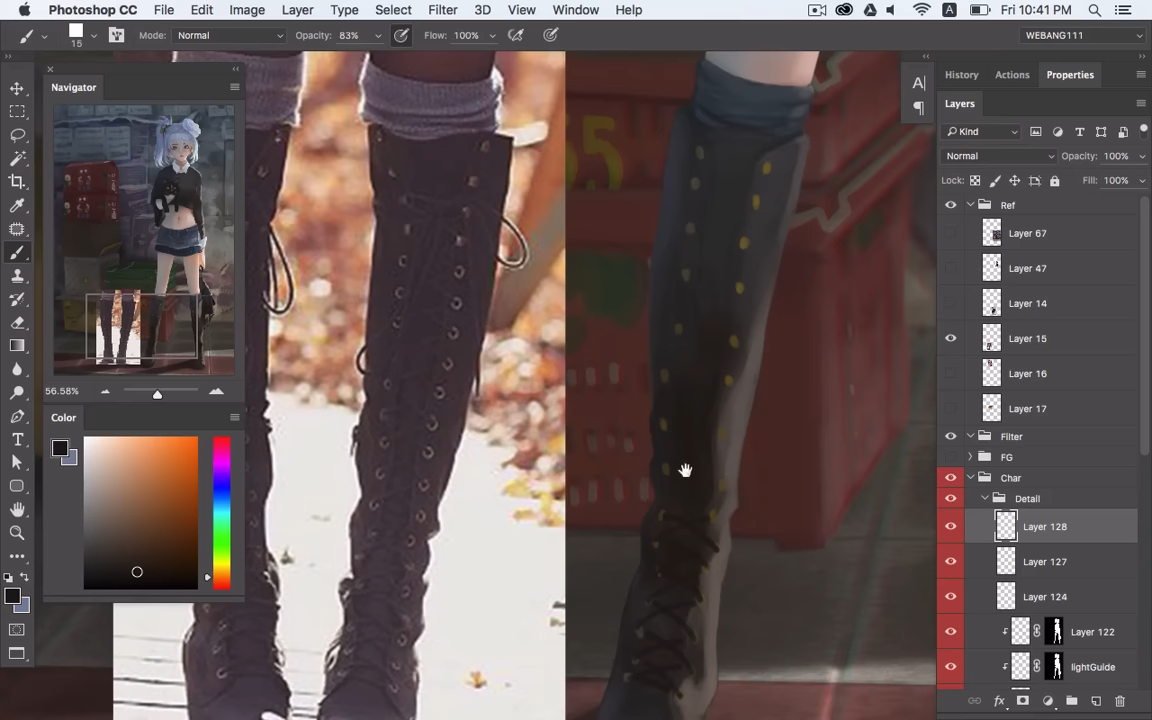 Photoshop CC File Edit Image Layer Type Select Filter 3D View Window Help A Fri 10:41 PM
15 Mode: Normal Opacity: 83% Flow: 100% WEBANG111
Navigator
56.58%
Color
A
History Actions Properties
Layers
Kind
Normal Opacity: 100%
Lock: Fill: 100%
Ref
Layer 67
Layer 47
Layer 14
Layer 15
Layer 16
Layer 17
Filter
FG
Char
Detail
Layer 128
Layer 127
Layer 124
Layer 122
lightGuide
fx